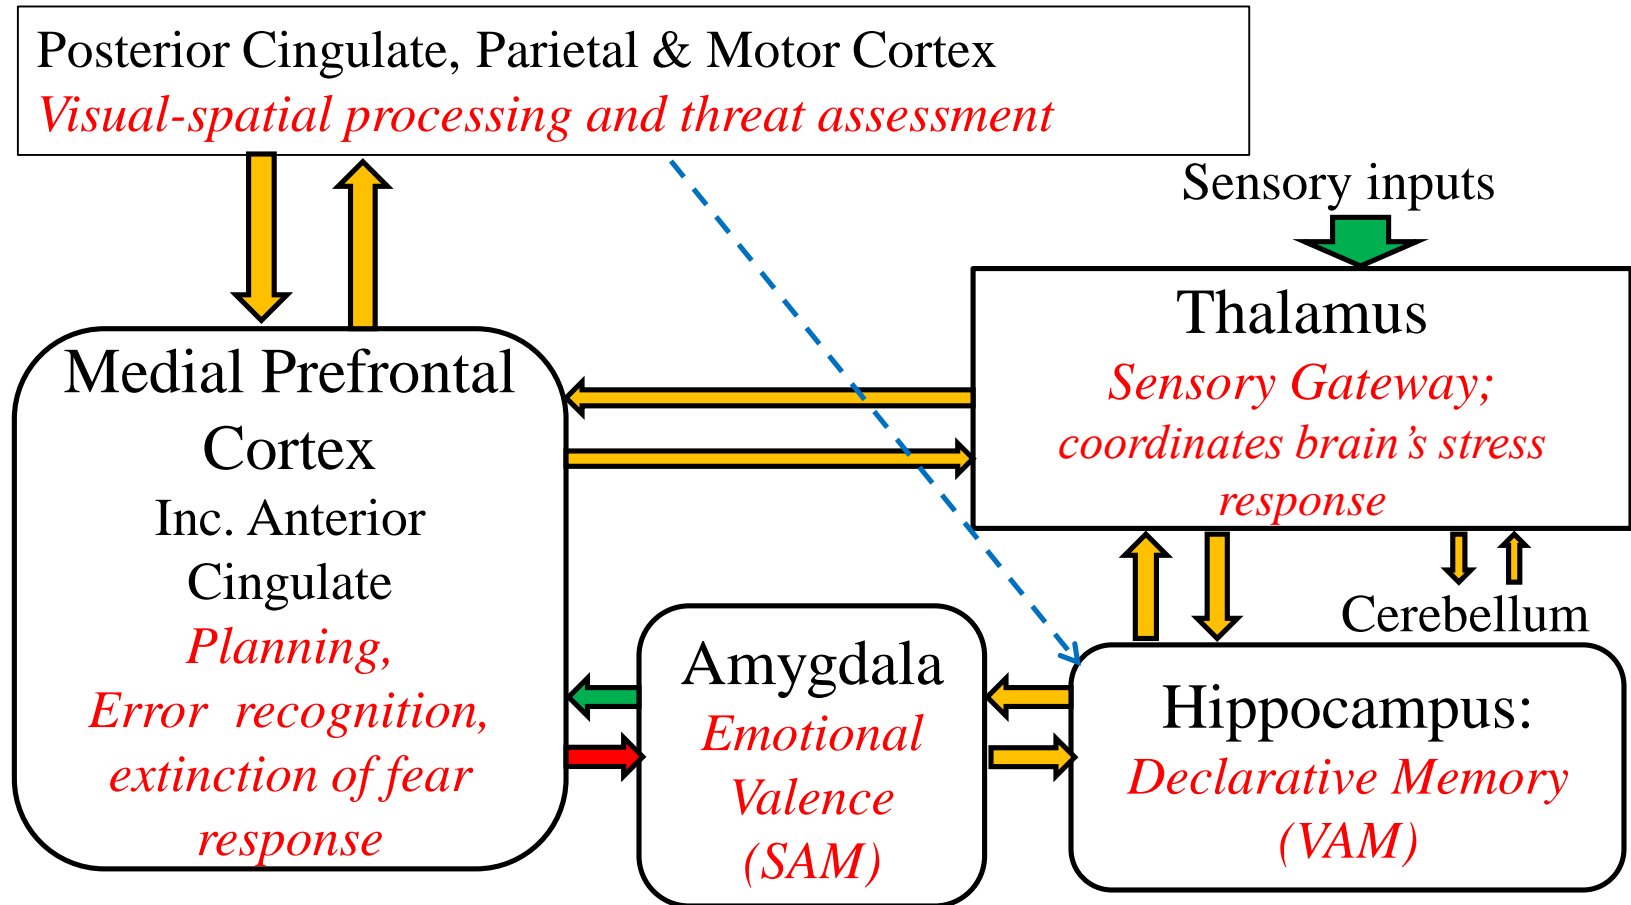 Posterior Cingulate, Parietal & Motor Cortex
Visual-spatial processing and threat assessment
Sensory inputs
Thalamus
Sensory Gateway;
coordinates brain’s stress
response
Medial Prefrontal
Cortex
Inc. Anterior
Cingulate
Planning,
Error recognition,
extinction of fear
response
Cerebellum
Amygdala
Emotional
Valence
(SAM)
Hippocampus:
Declarative Memory
(VAM)